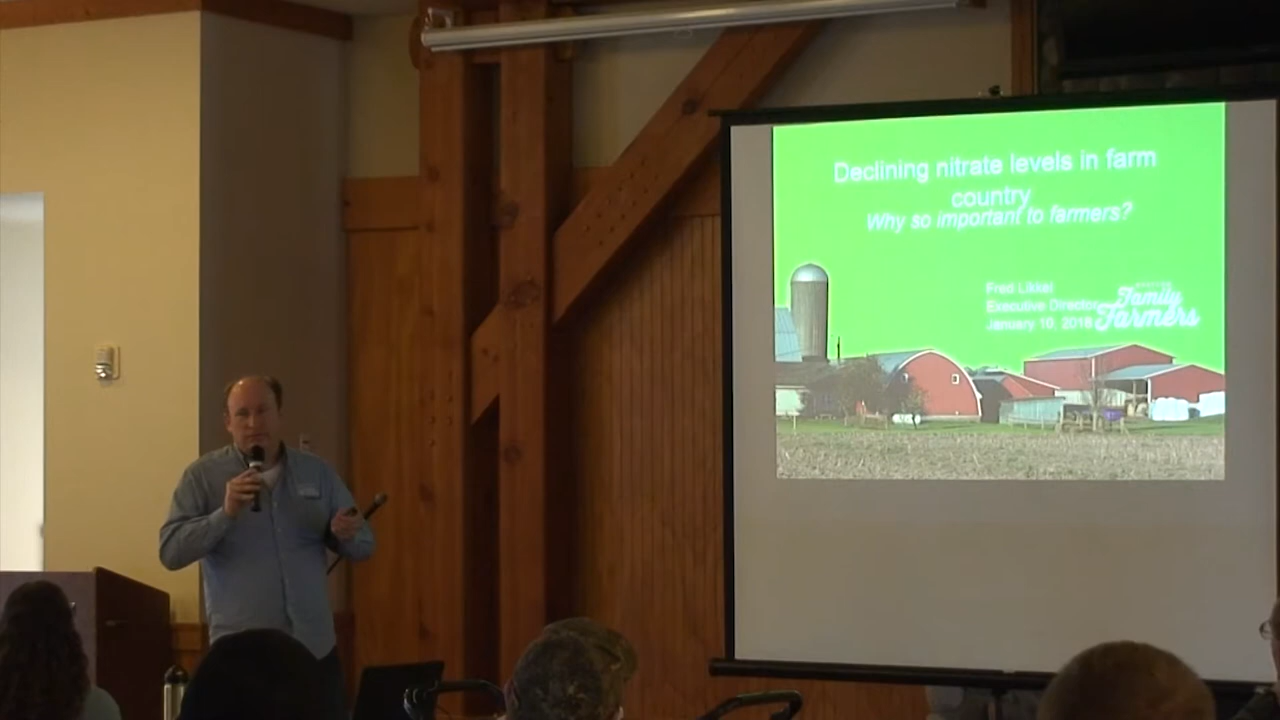 Declining nitrate levels in farm
country
Why so important to farmers?
Fred Likkel
Executive Director
January 10, 2018
Family
Farmers